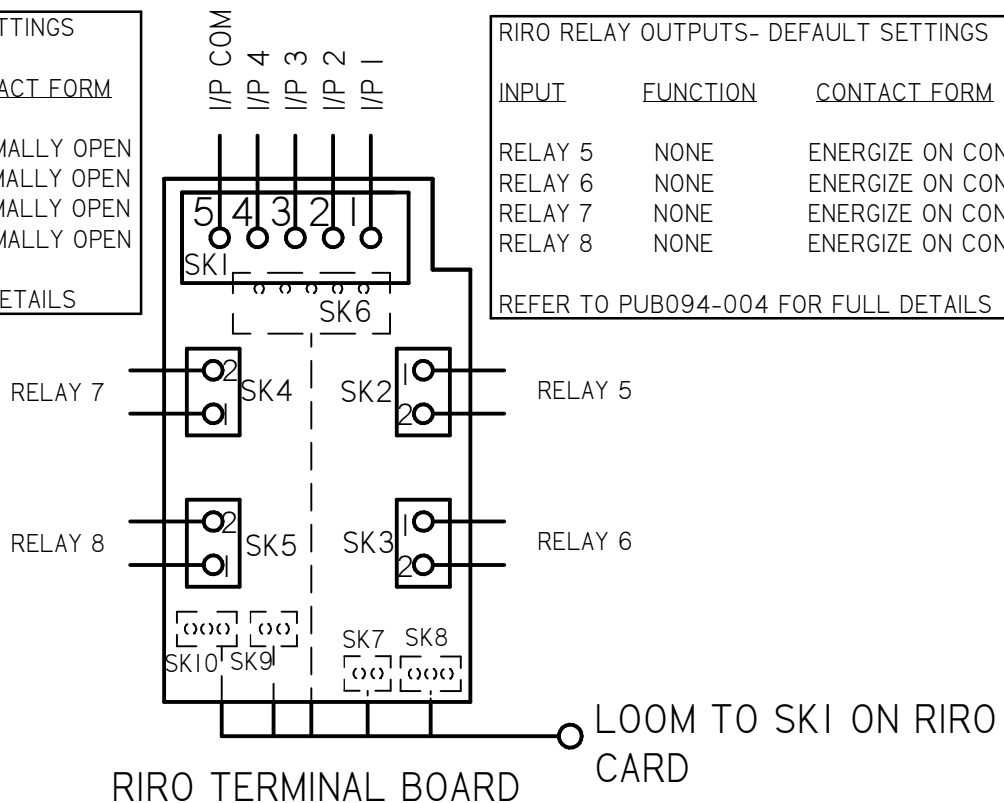 TTINGS
ACT FORM
MALLY OPEN
MALLY OPEN
MALLY OPEN
MALLY OPEN
ETAILS
I/P COM
I/P 4
I/P 3
I/P 2
I/P 1
RIRO RELAY OUTPUTS- DEFAULT SETTINGS
INPUT FUNCTION CONTACT FORM
RELAY 5 NONE ENERGIZE ON CON
RELAY 6 NONE ENERGIZE ON CON
RELAY 7 NONE ENERGIZE ON CON
RELAY 8 NONE ENERGIZE ON CON
REFER TO PUB094-004 FOR FULL DETAILS
5 4 3 2 1
SK1
SK6
RELAY 7
2
1
SK4
SK2
1
2
RELAY 5
RELAY 8
2
1
SK5
SK3
1
2
RELAY 6
SK10
SK9
SK7
SK8
LOOM TO SK1 ON RIRO
CARD
RIRO TERMINAL BOARD